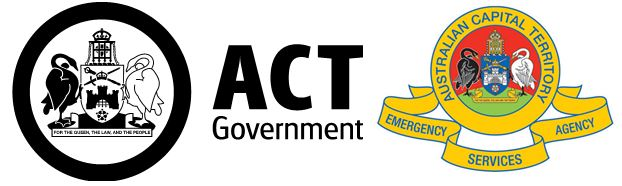 FOR THE QUEEN, THE LAW, AND THE PEOPLE
ACT
Government
AUSTRALIAN CAPITAL TERRITORY
EMERGENCY
SERVICES
AGENCY